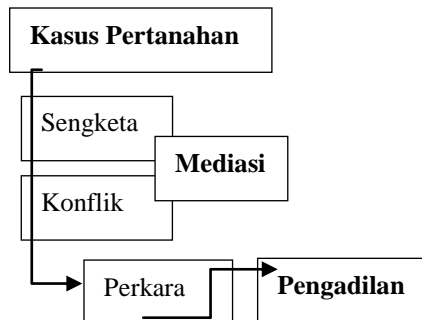 Kasus Pertanahan
Sengketa
Mediasi
Konflik
Perkara
Pengadilan